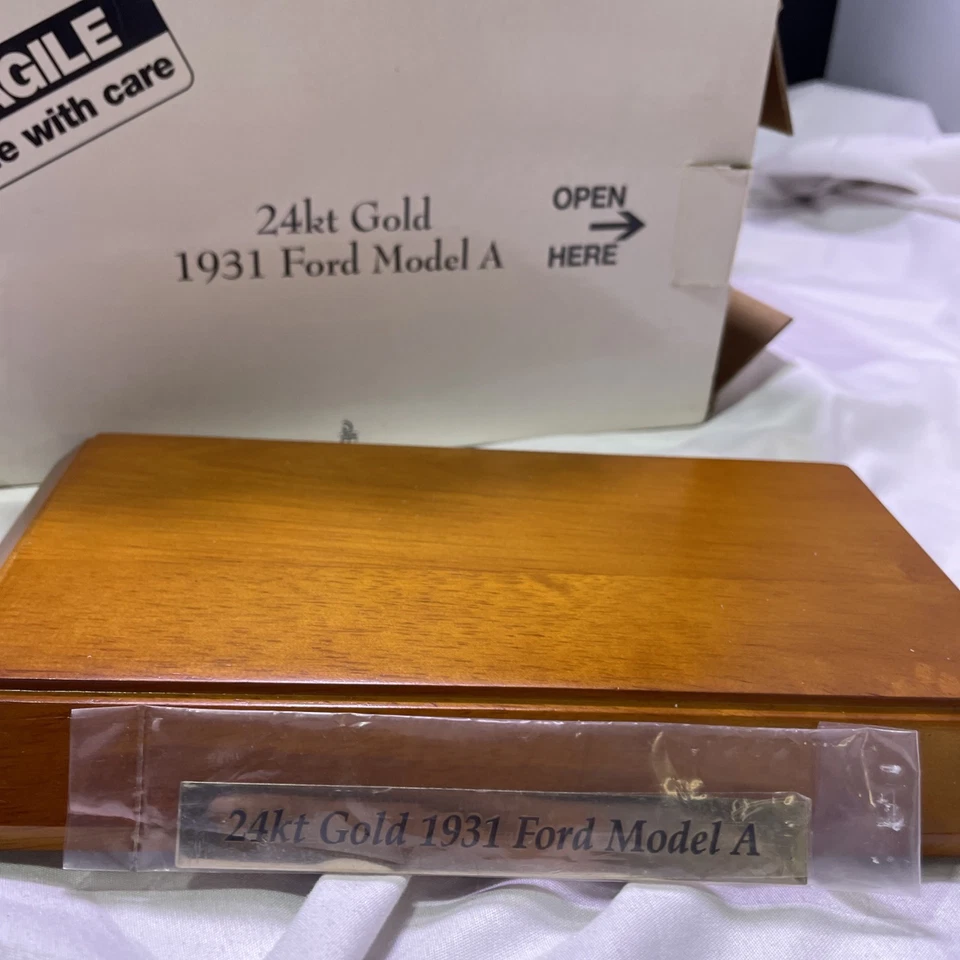 GILE
e with care
24kt Gold
1931 Ford Model A
OPEN
HERE
24kt Gold 1931 Ford Model A